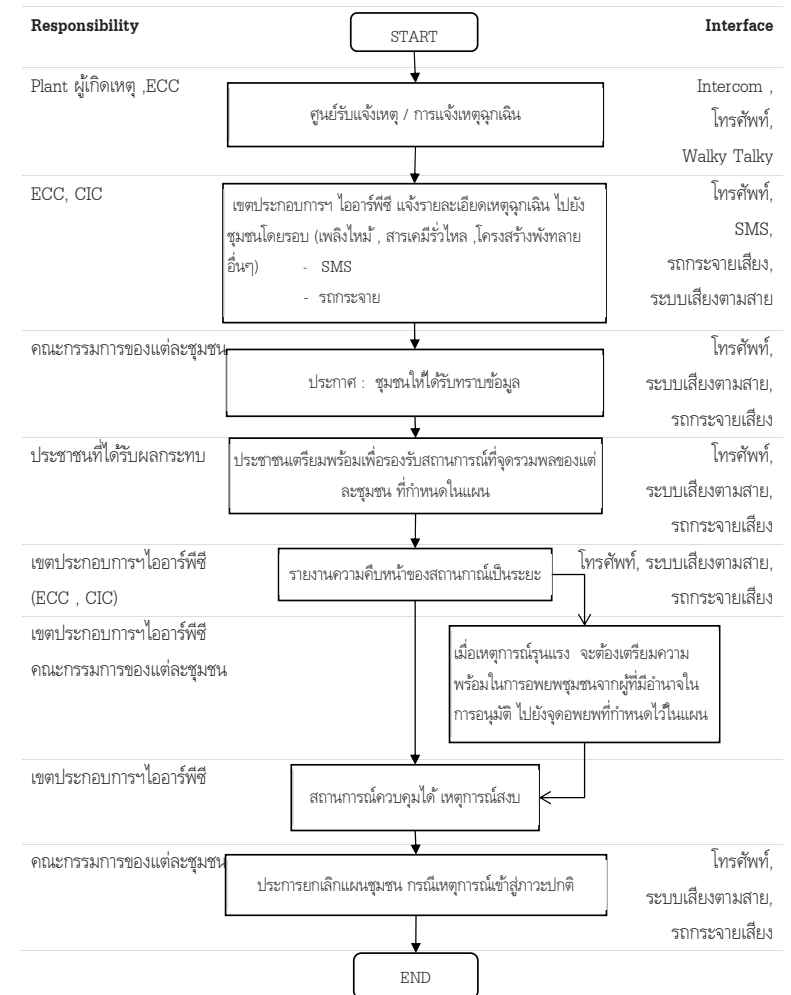 Responsibility
START
Interface
Plant ผู้เกิดเหตุ ,ECC
ศูนย์รับแจ้งเหตุ / การแจ้งเหตุฉุกเฉิน
Intercom ,
โทรศัพท์,
Walky Talky
ECC, CIC
เขตประกอบการฯ ไออาร์พีซี แจ้งรายละเอียดเหตุฉุกเฉิน ไปยัง
ชุมชนโดยรอบ (เพลิงไหม้ , สารเคมีรั่วไหล ,โครงสร้างพังทลาย
อื่นๆ) - SMS
- รถกระจาย
โทรศัพท์,
SMS,
รถกระจายเสียง,
ระบบเสียงตามสาย
คณะกรรมการของแต่ละชุมชน
ประกาศ : ชุมชนให้ได้รับทราบข้อมูล
โทรศัพท์,
ระบบเสียงตามสาย,
รถกระจายเสียง
ประชาชนที่ได้รับผลกระทบ
ประชาชนเตรียมพร้อมเพื่อรองรับสถานการณ์ที่จุดรวมพลของแต่
ละชุมชน ที่กำหนดในแผน
โทรศัพท์,
ระบบเสียงตามสาย,
รถกระจายเสียง
เขตประกอบการฯไออาร์พีซี
(ECC , CIC)
รายงานความคืบหน้าของสถานกาณ์เป็นระยะ
โทรศัพท์, ระบบเสียงตามสาย,
รถกระจายเสียง
เขตประกอบการฯไออาร์พีซี
คณะกรรมการของแต่ละชุมชน
เมื่อเหตุการณ์รุนแรง จะต้องเตรียมความ
พร้อมในการอพยพชุมชนจากผู้ที่มีอำนาจใน
การอนุมัติ ไปยังจุดอพยพที่กำหนดไว้ในแผน
เขตประกอบการฯไออาร์พีซี
สถานการณ์ควบคุมได้ เหตุการณ์สงบ
คณะกรรมการของแต่ละชุมชน
ประการยกเลิกแผนชุมชน กรณีเหตุการณ์เข้าสู่ภาวะปกติ
โทรศัพท์,
ระบบเสียงตามสาย,
รถกระจายเสียง
END